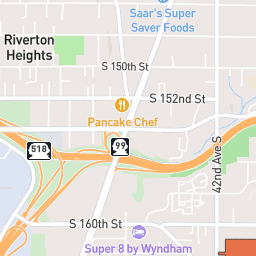 Saar's Super
Saver Foods
Riverton
Heights
S 150th St
S 152nd St
Pancake Chef
518
99
42nd Ave S
S 160th St
Super 8 by Wyndham